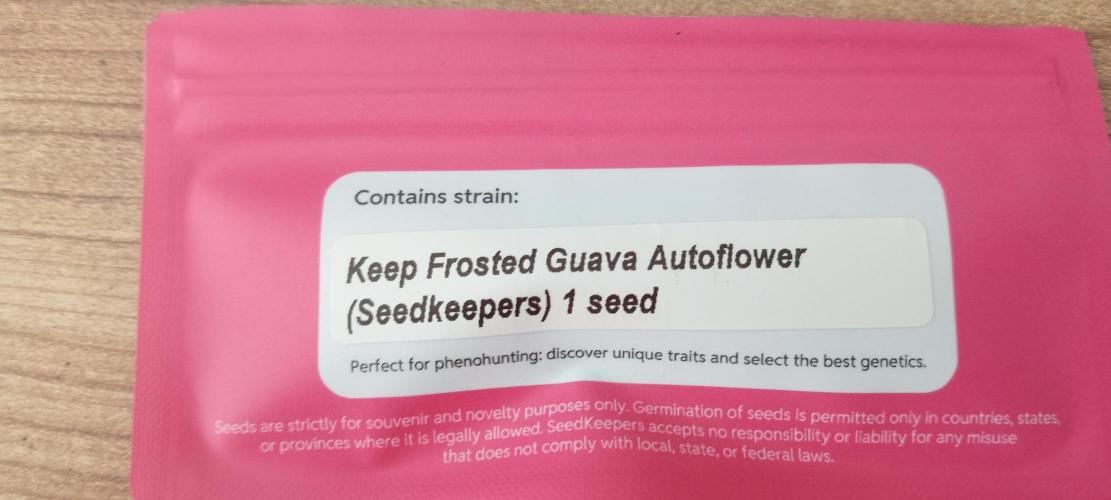 Contains strain:
Keep Frosted Guava Autoflower
(Seedkeepers) 1 seed
Perfect for phenohunting: discover unique traits and select the best genetics.
Seeds are strictly for souvenir and novelty purposes only. Germination of seeds is permitted only in countries, states,
or provinces where it is legally allowed. SeedKeepers accepts no responsibility or liability for any misuse
that does not comply with local, state, or federal laws.